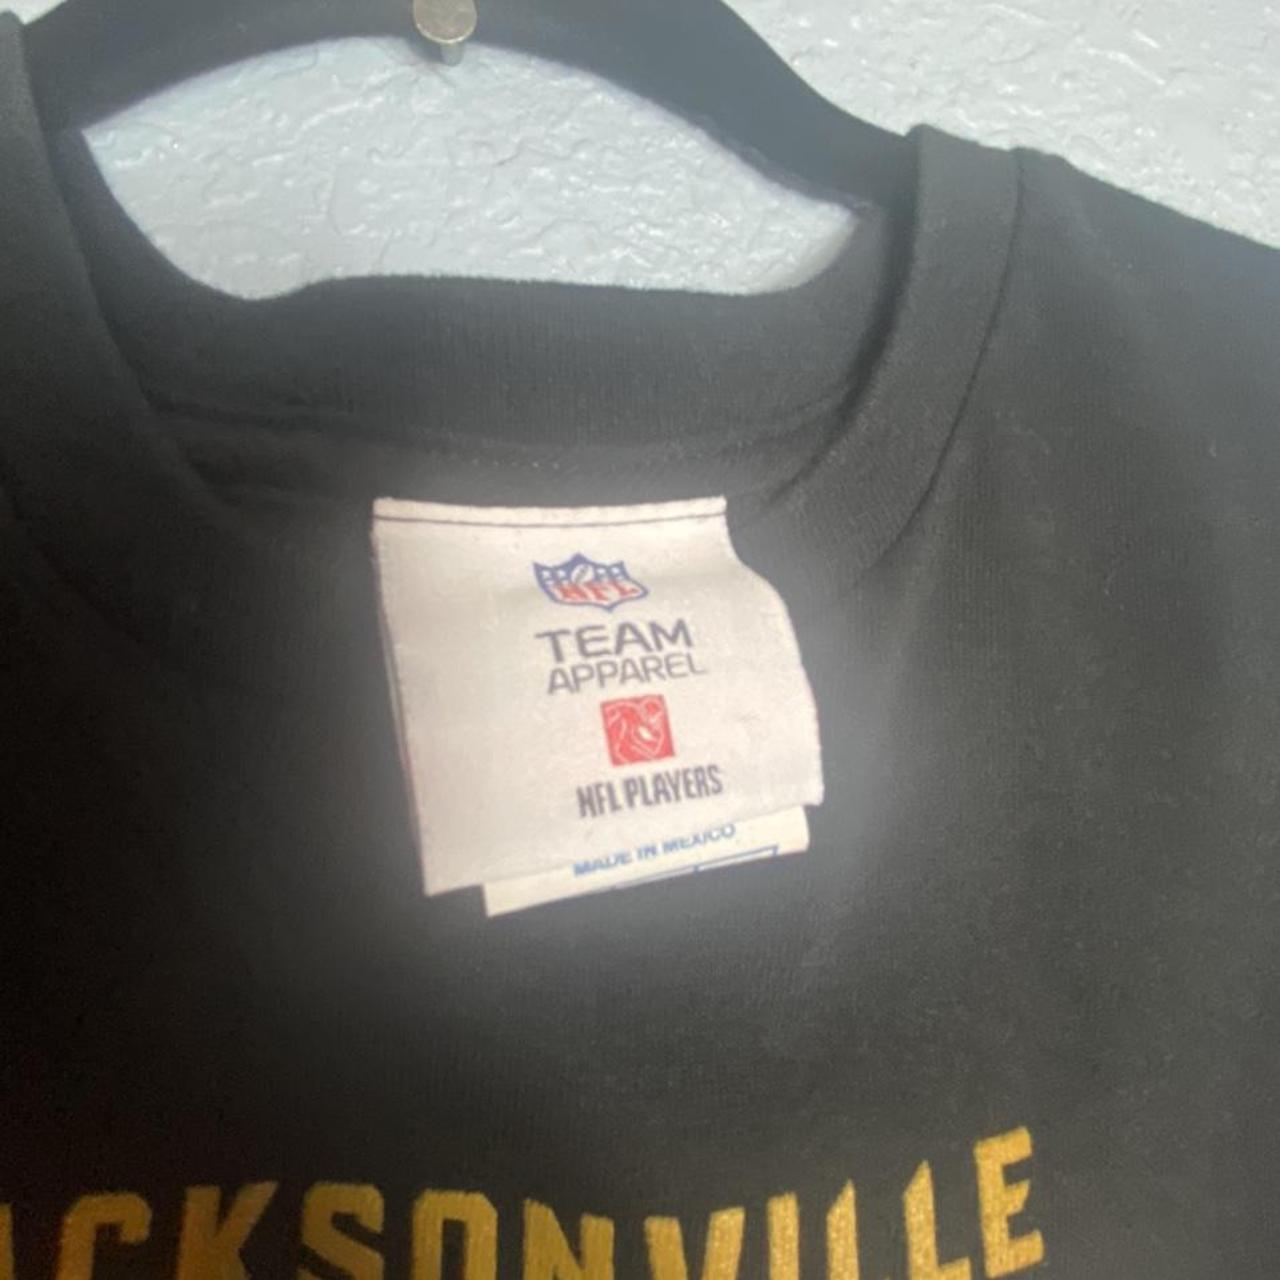 NFL
TEAM
APPAREL
NFL PLAYERS
MADE IN MEXICO
ACKSONVILLE